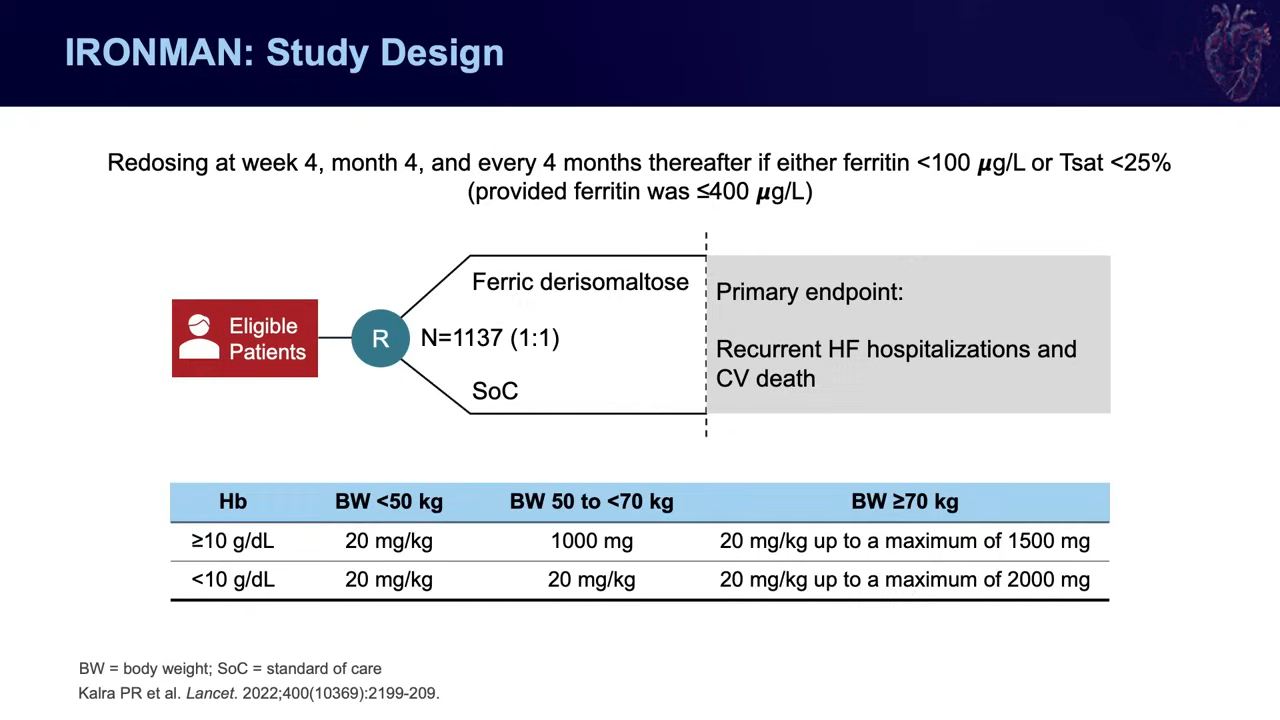 IRONMAN: Study Design
Redosing at week 4, month 4, and every 4 months thereafter if either ferritin <100 µg/L or Tsat <25%
(provided ferritin was ≤400 µg/L)
Eligible
Patients
R
Ferric derisomaltose
N=1137 (1:1)
SoC
Primary endpoint:
Recurrent HF hospitalizations and
CV death
Hb BW <50 kg BW 50 to <70 kg BW ≥70 kg
≥10 g/dL 20 mg/kg 1000 mg 20 mg/kg up to a maximum of 1500 mg
<10 g/dL 20 mg/kg 20 mg/kg 20 mg/kg up to a maximum of 2000 mg
BW = body weight; SoC = standard of care
Kalra PR et al. Lancet. 2022;400(10369):2199-209.